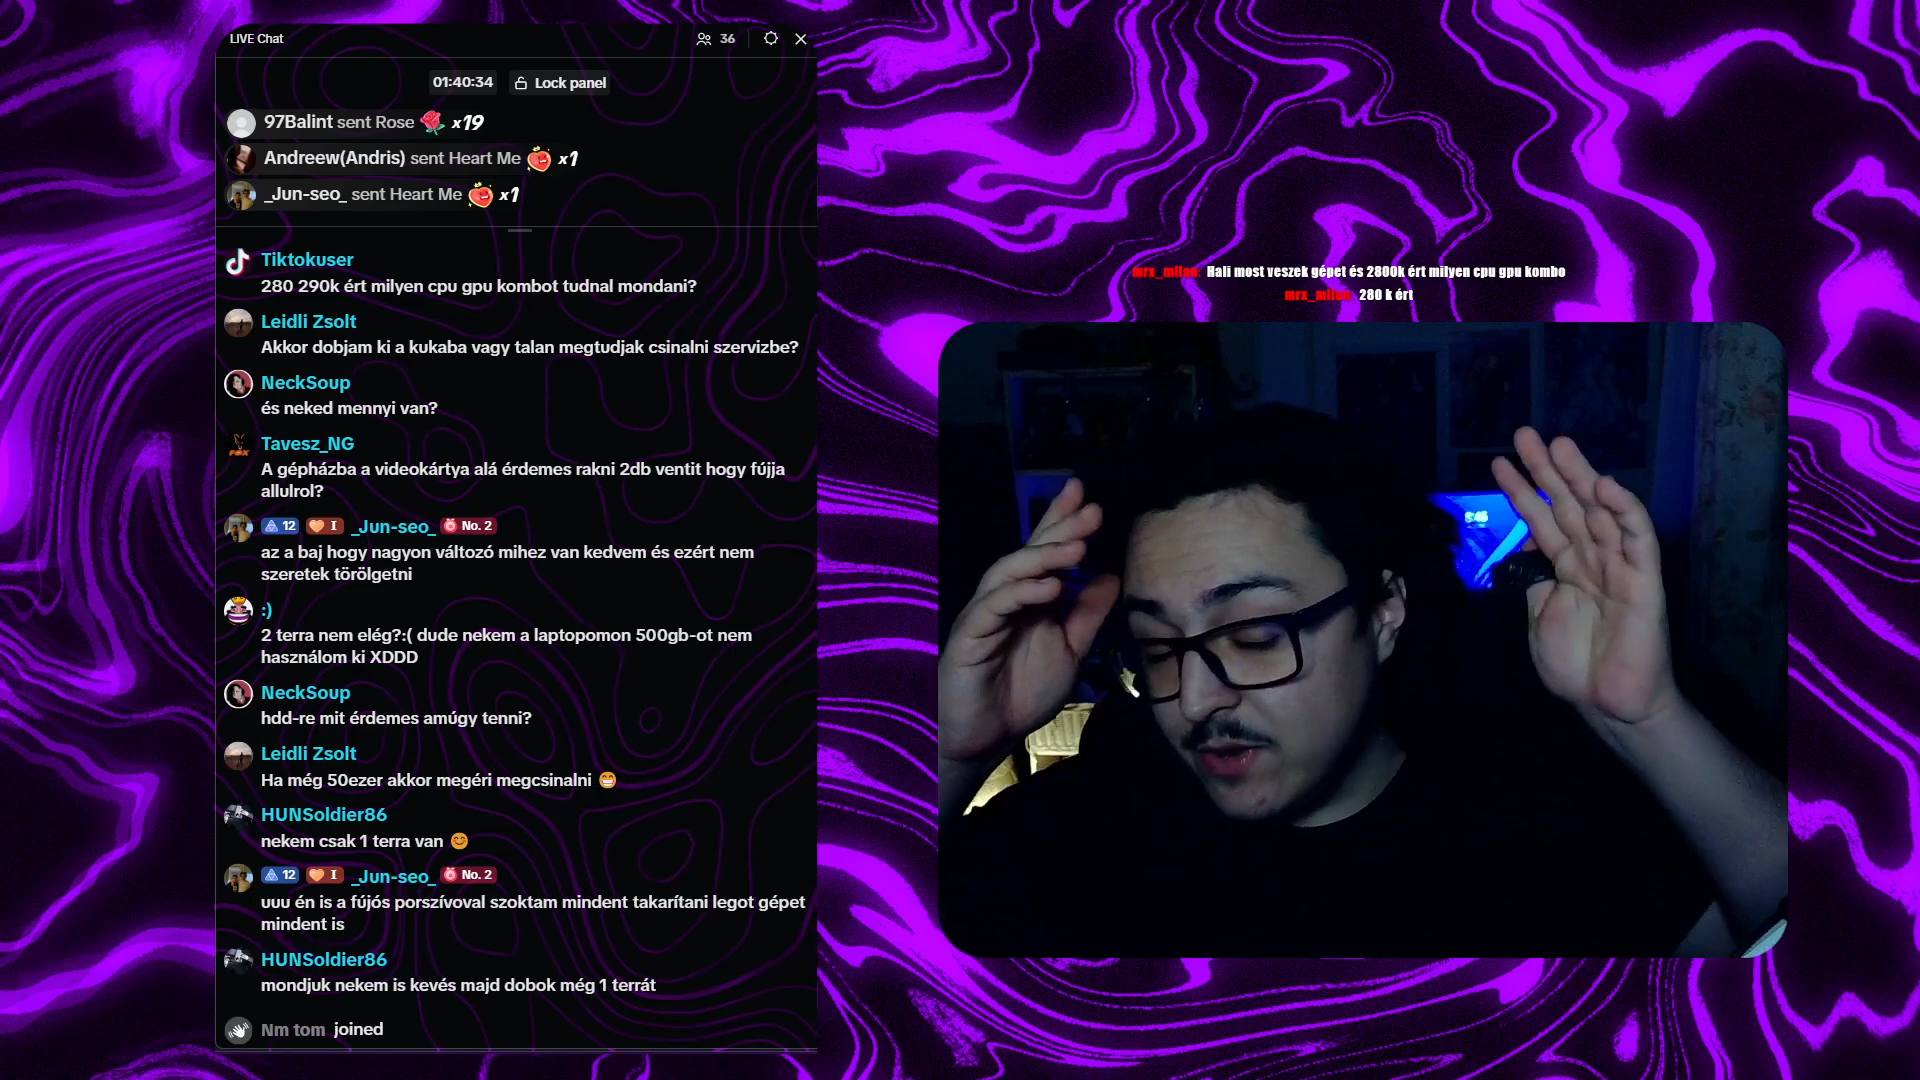 LIVE Chat
36
01:40:34
Lock panel
97Balint sent Rose x19
Andreew(Andris) sent Heart Me x1
_Jun-seo_ sent Heart Me x1
Tiktokuser
280 290k ért milyen cpu gpu kombot tudnal mondani?
Leidli Zsolt
Akkor dobjam ki a kukaba vagy talan megtudjak csinalni szervizbe?
NeckSoup
és neked mennyi van?
Tavesz_NG
A gépházba a videokártya alá érdemes rakni 2db ventit hogy fújja
allulrol?
12 I _Jun-seo_ No. 2
az a baj hogy nagyon változó mihez van kedvem és ezért nem
szeretek törölgetni
:)
2 terra nem elég?:( dude nekem a laptopomon 500gb-ot nem
használom ki XDDD
NeckSoup
hdd-re mit érdemes amúgy tenni?
Leidli Zsolt
Ha még 50ezer akkor megéri megcsinalni 😁
HUNSoldier86
nekem csak 1 terra van 😊
12 I _Jun-seo_ No. 2
uuu én is a fújós porszívoval szoktam mindent takarítani legot gépet
mindent is
HUNSoldier86
mondjuk nekem is kevés majd dobok még 1 terrát
Nm tom joined
mrx_milan: Hali most veszek gépet és 2800k ért milyen cpu gpu kombo
mrx_milan: 280 k ért